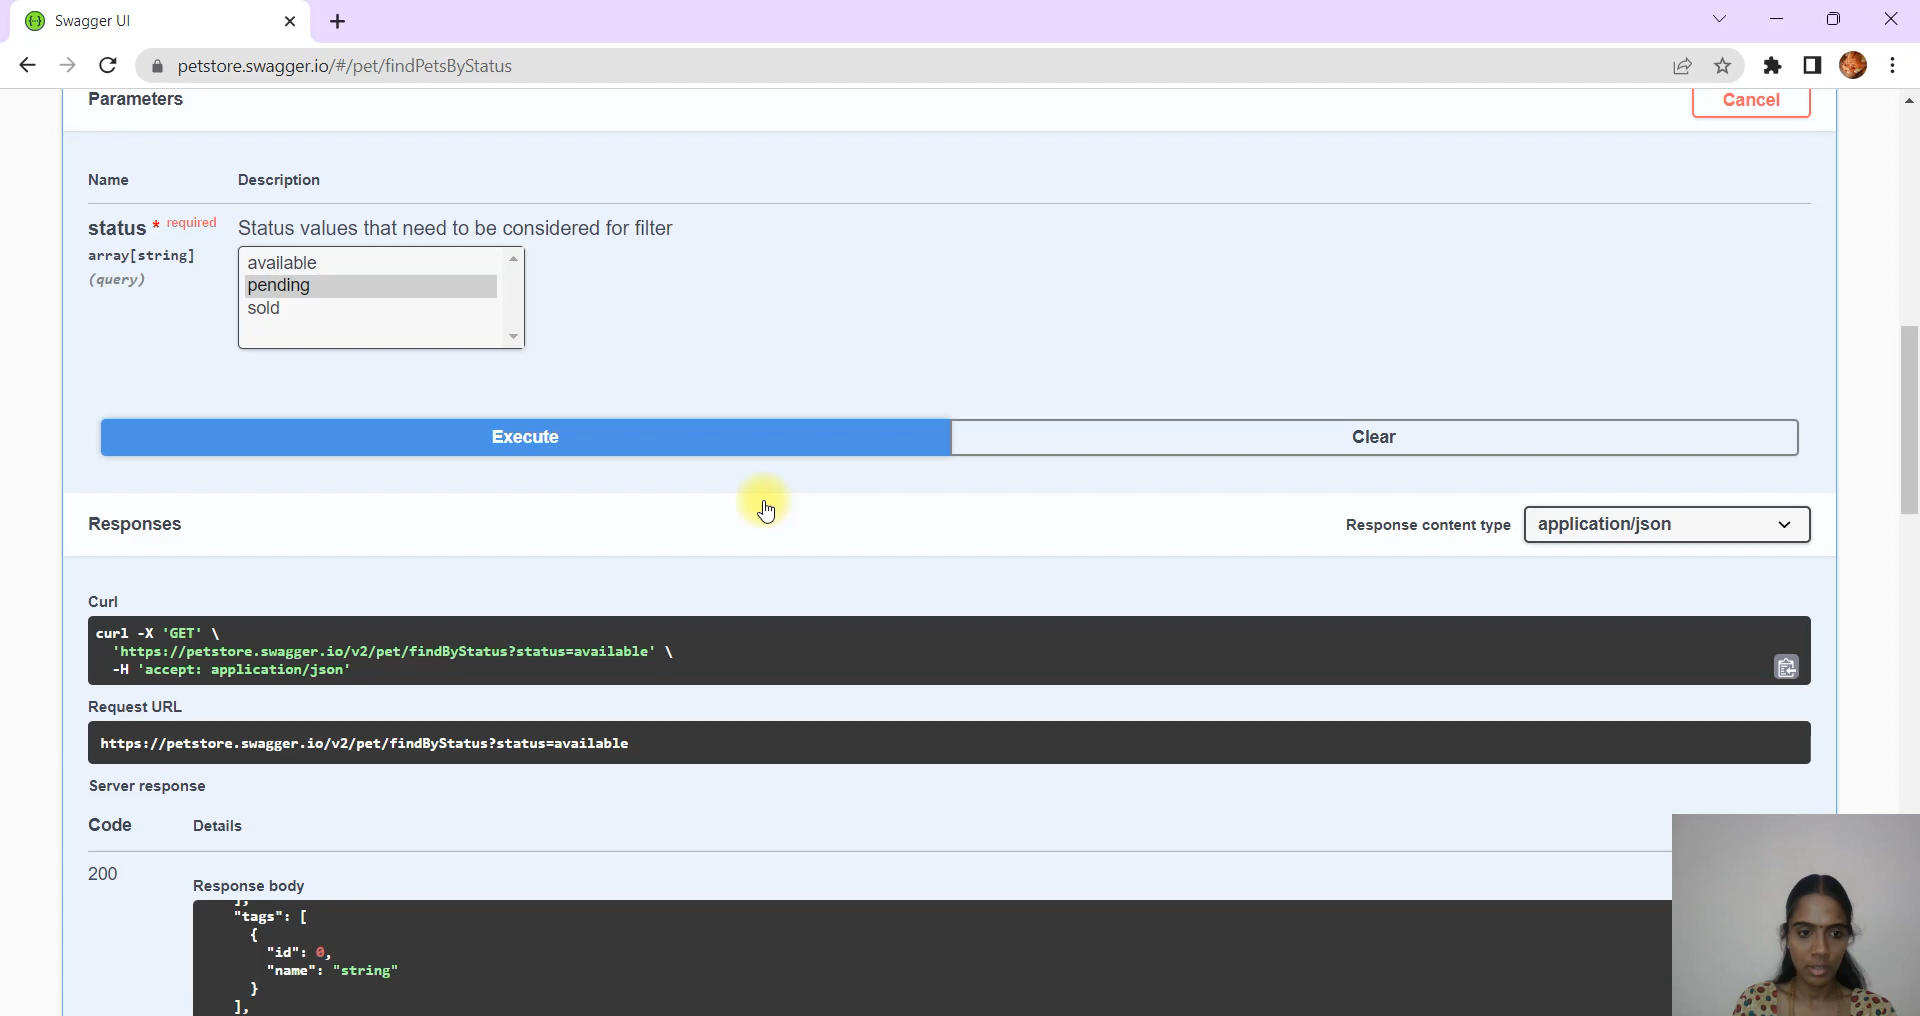 Swagger UI
petstore.swagger.io/#/pet/findPetsByStatus
Parameters
Cancel
Name
Description
status * required
Status values that need to be considered for filter
array[string]
(query)
available
pending
sold
Execute
Clear
Responses
Response content type
application/json
Curl
curl -X 'GET' \
'https://petstore.swagger.io/v2/pet/findByStatus?status=available' \
-H 'accept: application/json'
Request URL
https://petstore.swagger.io/v2/pet/findByStatus?status=available
Server response
Code
Details
200
Response body
],
"tags": [
{
"id": 0,
"name": "string"
}
],